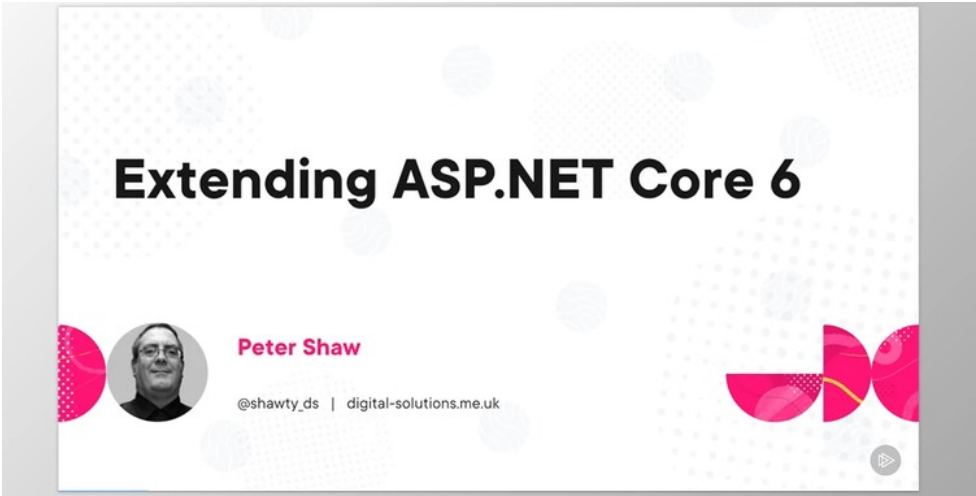 Extending ASP.NET Core 6
Peter Shaw
@shawty_ds | digital-solutions.me.uk